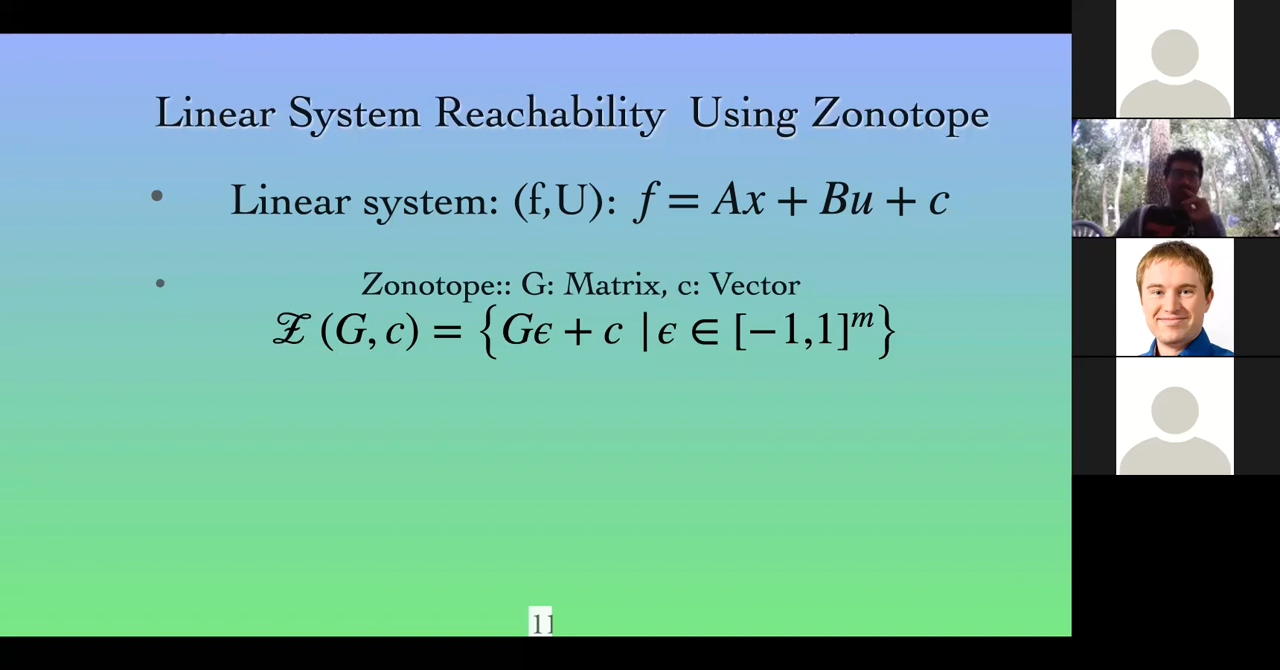 Linear System Reachability Using Zonotope
• Linear system: (f,U): f = Ax + Bu + c
• Zonotope:: G: Matrix, c: Vector
𝒵 (G, c) = {Gϵ + c | ϵ ∈ [−1,1]^m}
11